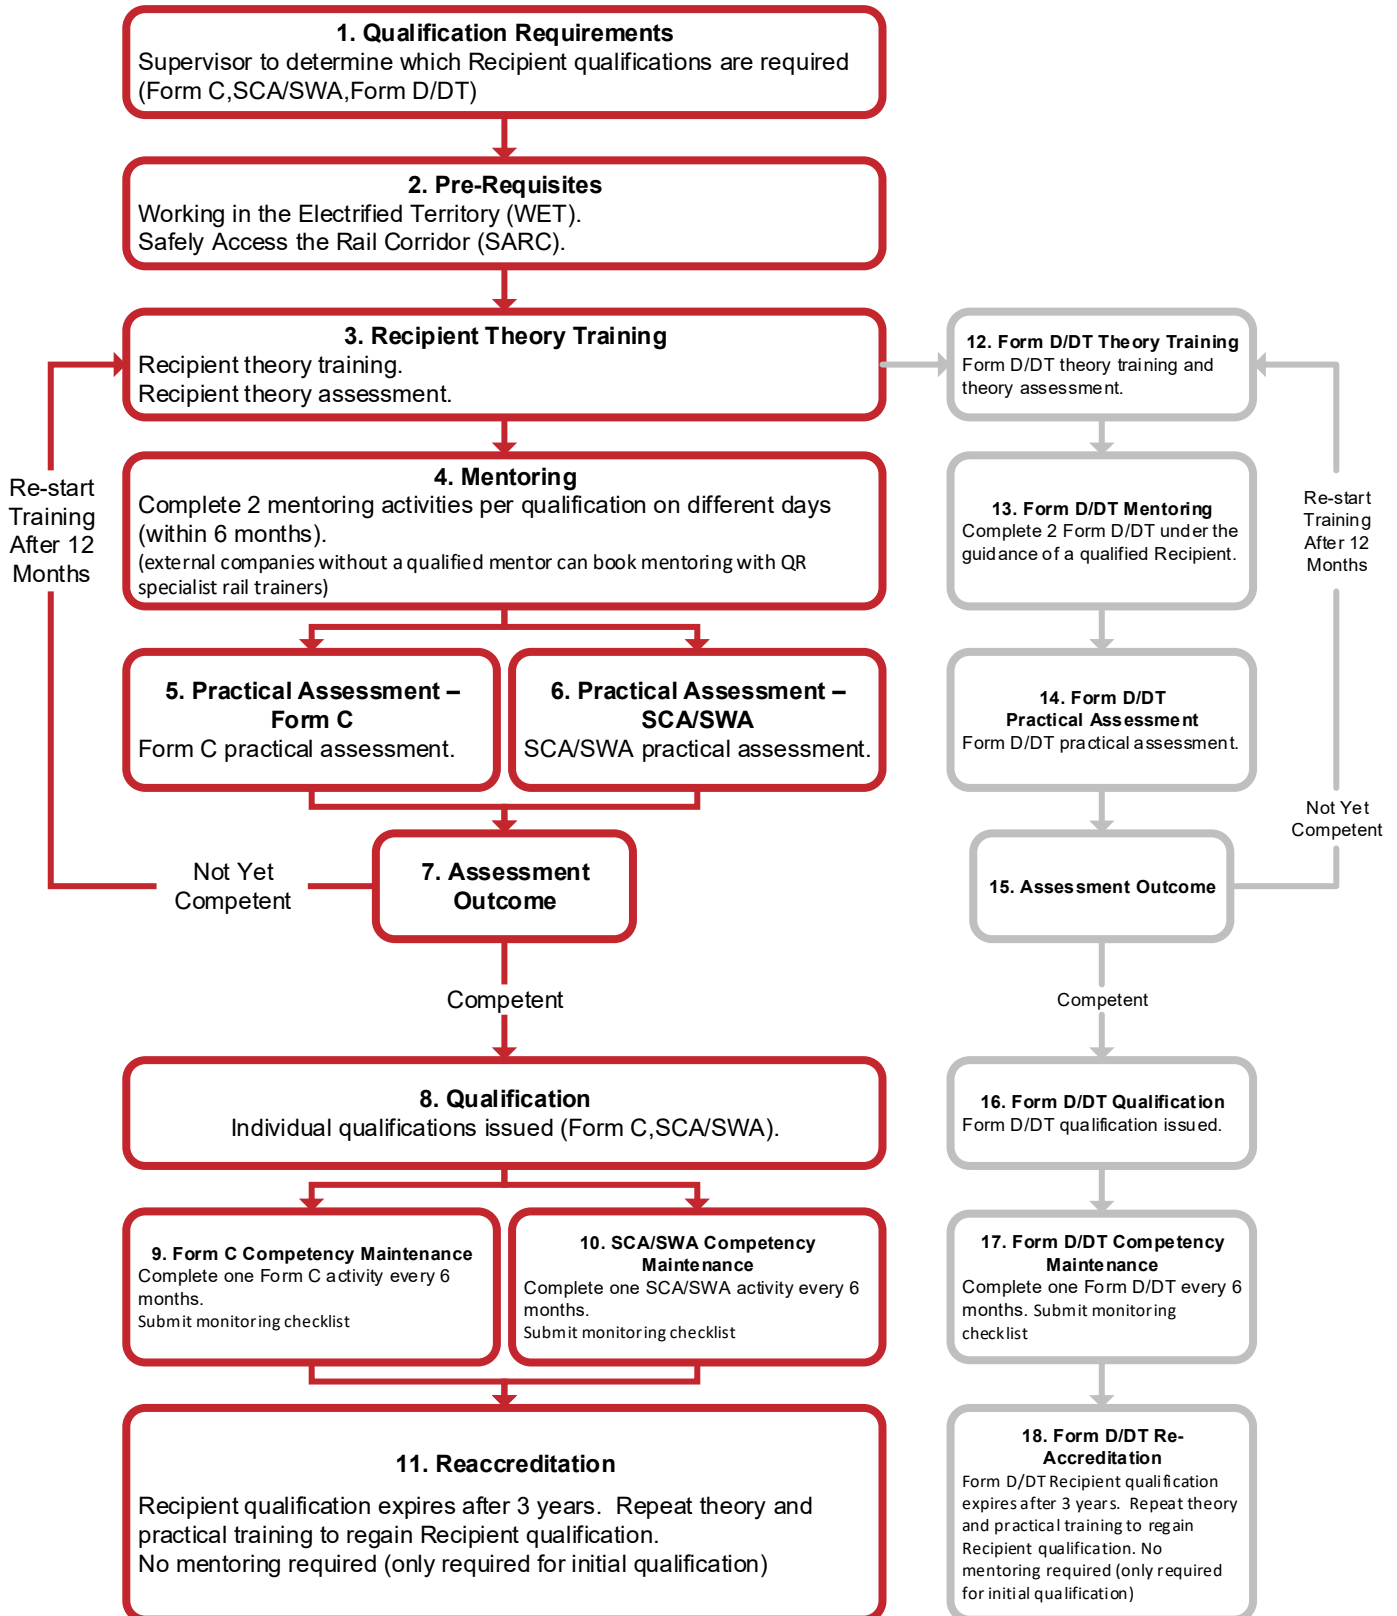 1. Qualification Requirements
Supervisor to determine which Recipient qualifications are required
(Form C,SCA/SWA,Form D/DT)
2. Pre-Requisites
Working in the Electrified Territory (WET).
Safely Access the Rail Corridor (SARC).
3. Recipient Theory Training
Recipient theory training.
Recipient theory assessment.
12. Form D/DT Theory Training
Form D/DT theory training and
theory assessment.
Re-start
Training
After 12
Months
4. Mentoring
Complete 2 mentoring activities per qualification on different days
(within 6 months).
(external companies without a qualified mentor can book mentoring with QR
specialist rail trainers)
13. Form D/DT Mentoring
Complete 2 Form D/DT under the
guidance of a qualified Recipient.
Re-start
Training
After 12
Months
5. Practical Assessment –
Form C
Form C practical assessment.
6. Practical Assessment –
SCA/SWA
SCA/SWA practical assessment.
14. Form D/DT
Practical Assessment
Form D/DT practical assessment.
Not Yet
Competent
Not Yet
Competent
7. Assessment
Outcome
15. Assessment Outcome
Competent
Competent
8. Qualification
Individual qualifications issued (Form C,SCA/SWA).
16. Form D/DT Qualification
Form D/DT qualification issued.
9. Form C Competency Maintenance
Complete one Form C activity every 6
months.
Submit monitoring checklist
10. SCA/SWA Competency
Maintenance
Complete one SCA/SWA activity every 6
months.
Submit monitoring checklist
17. Form D/DT Competency
Maintenance
Complete one Form D/DT every 6
months. Submit monitoring
checklist
11. Reaccreditation
Recipient qualification expires after 3 years.  Repeat theory and
practical training to regain Recipient qualification.
No mentoring required (only required for initial qualification)
18. Form D/DT Re-
Accreditation
Form D/DT Recipient qualification
expires after 3 years.  Repeat theory
and practical training to regain
Recipient qualification. No
mentoring required (only required
for initial qualification)